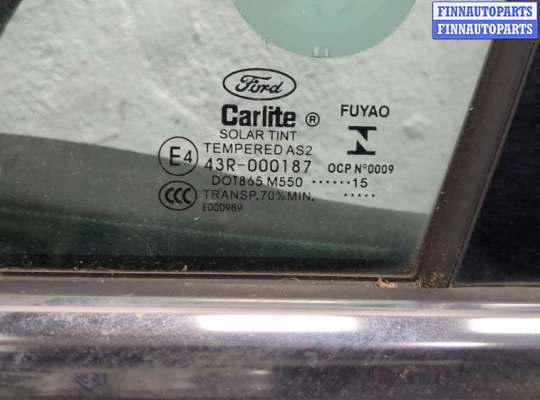 FINNAUTOPARTS
FINNAUTOPARTS
Ford
Carlite ®
SOLAR TINT
TEMPERED AS2
E4 43R-000187
DOT865 M550 ······15
CCC TRANSP. 70% MIN. ·····
E000989
FUYAO
OCP Nº0009